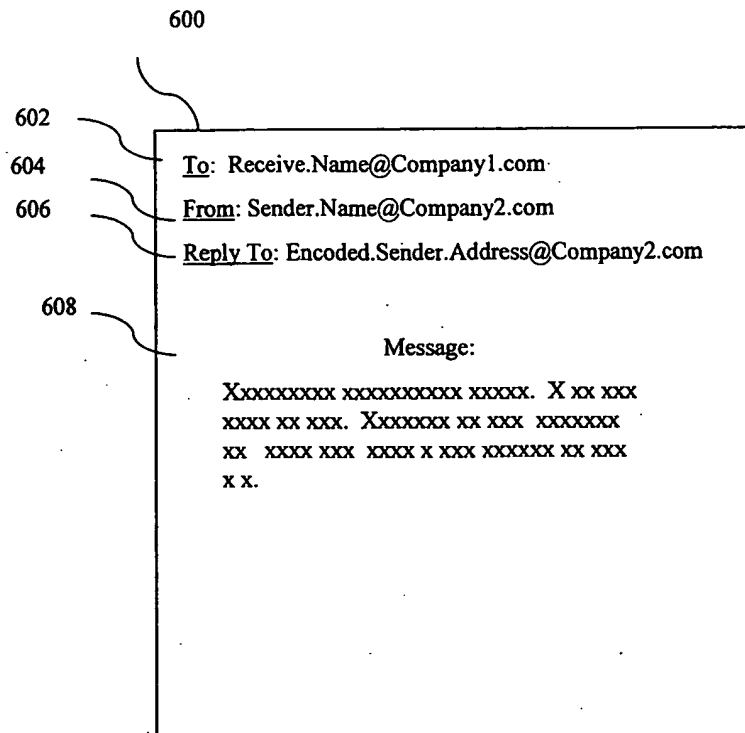 600
602
To: Receive.Name@Company1.com
604
From: Sender.Name@Company2.com
606
Reply To: Encoded.Sender.Address@Company2.com
608
Message:
Xxxxxxxxx xxxxxxxxxx xxxxx. X xx xxx
xxxx xx xxx. Xxxxxxx xx xxx xxxxxxx
xx xxxx xxx xxxx x xxx xxxxxx xx xxx
x x.